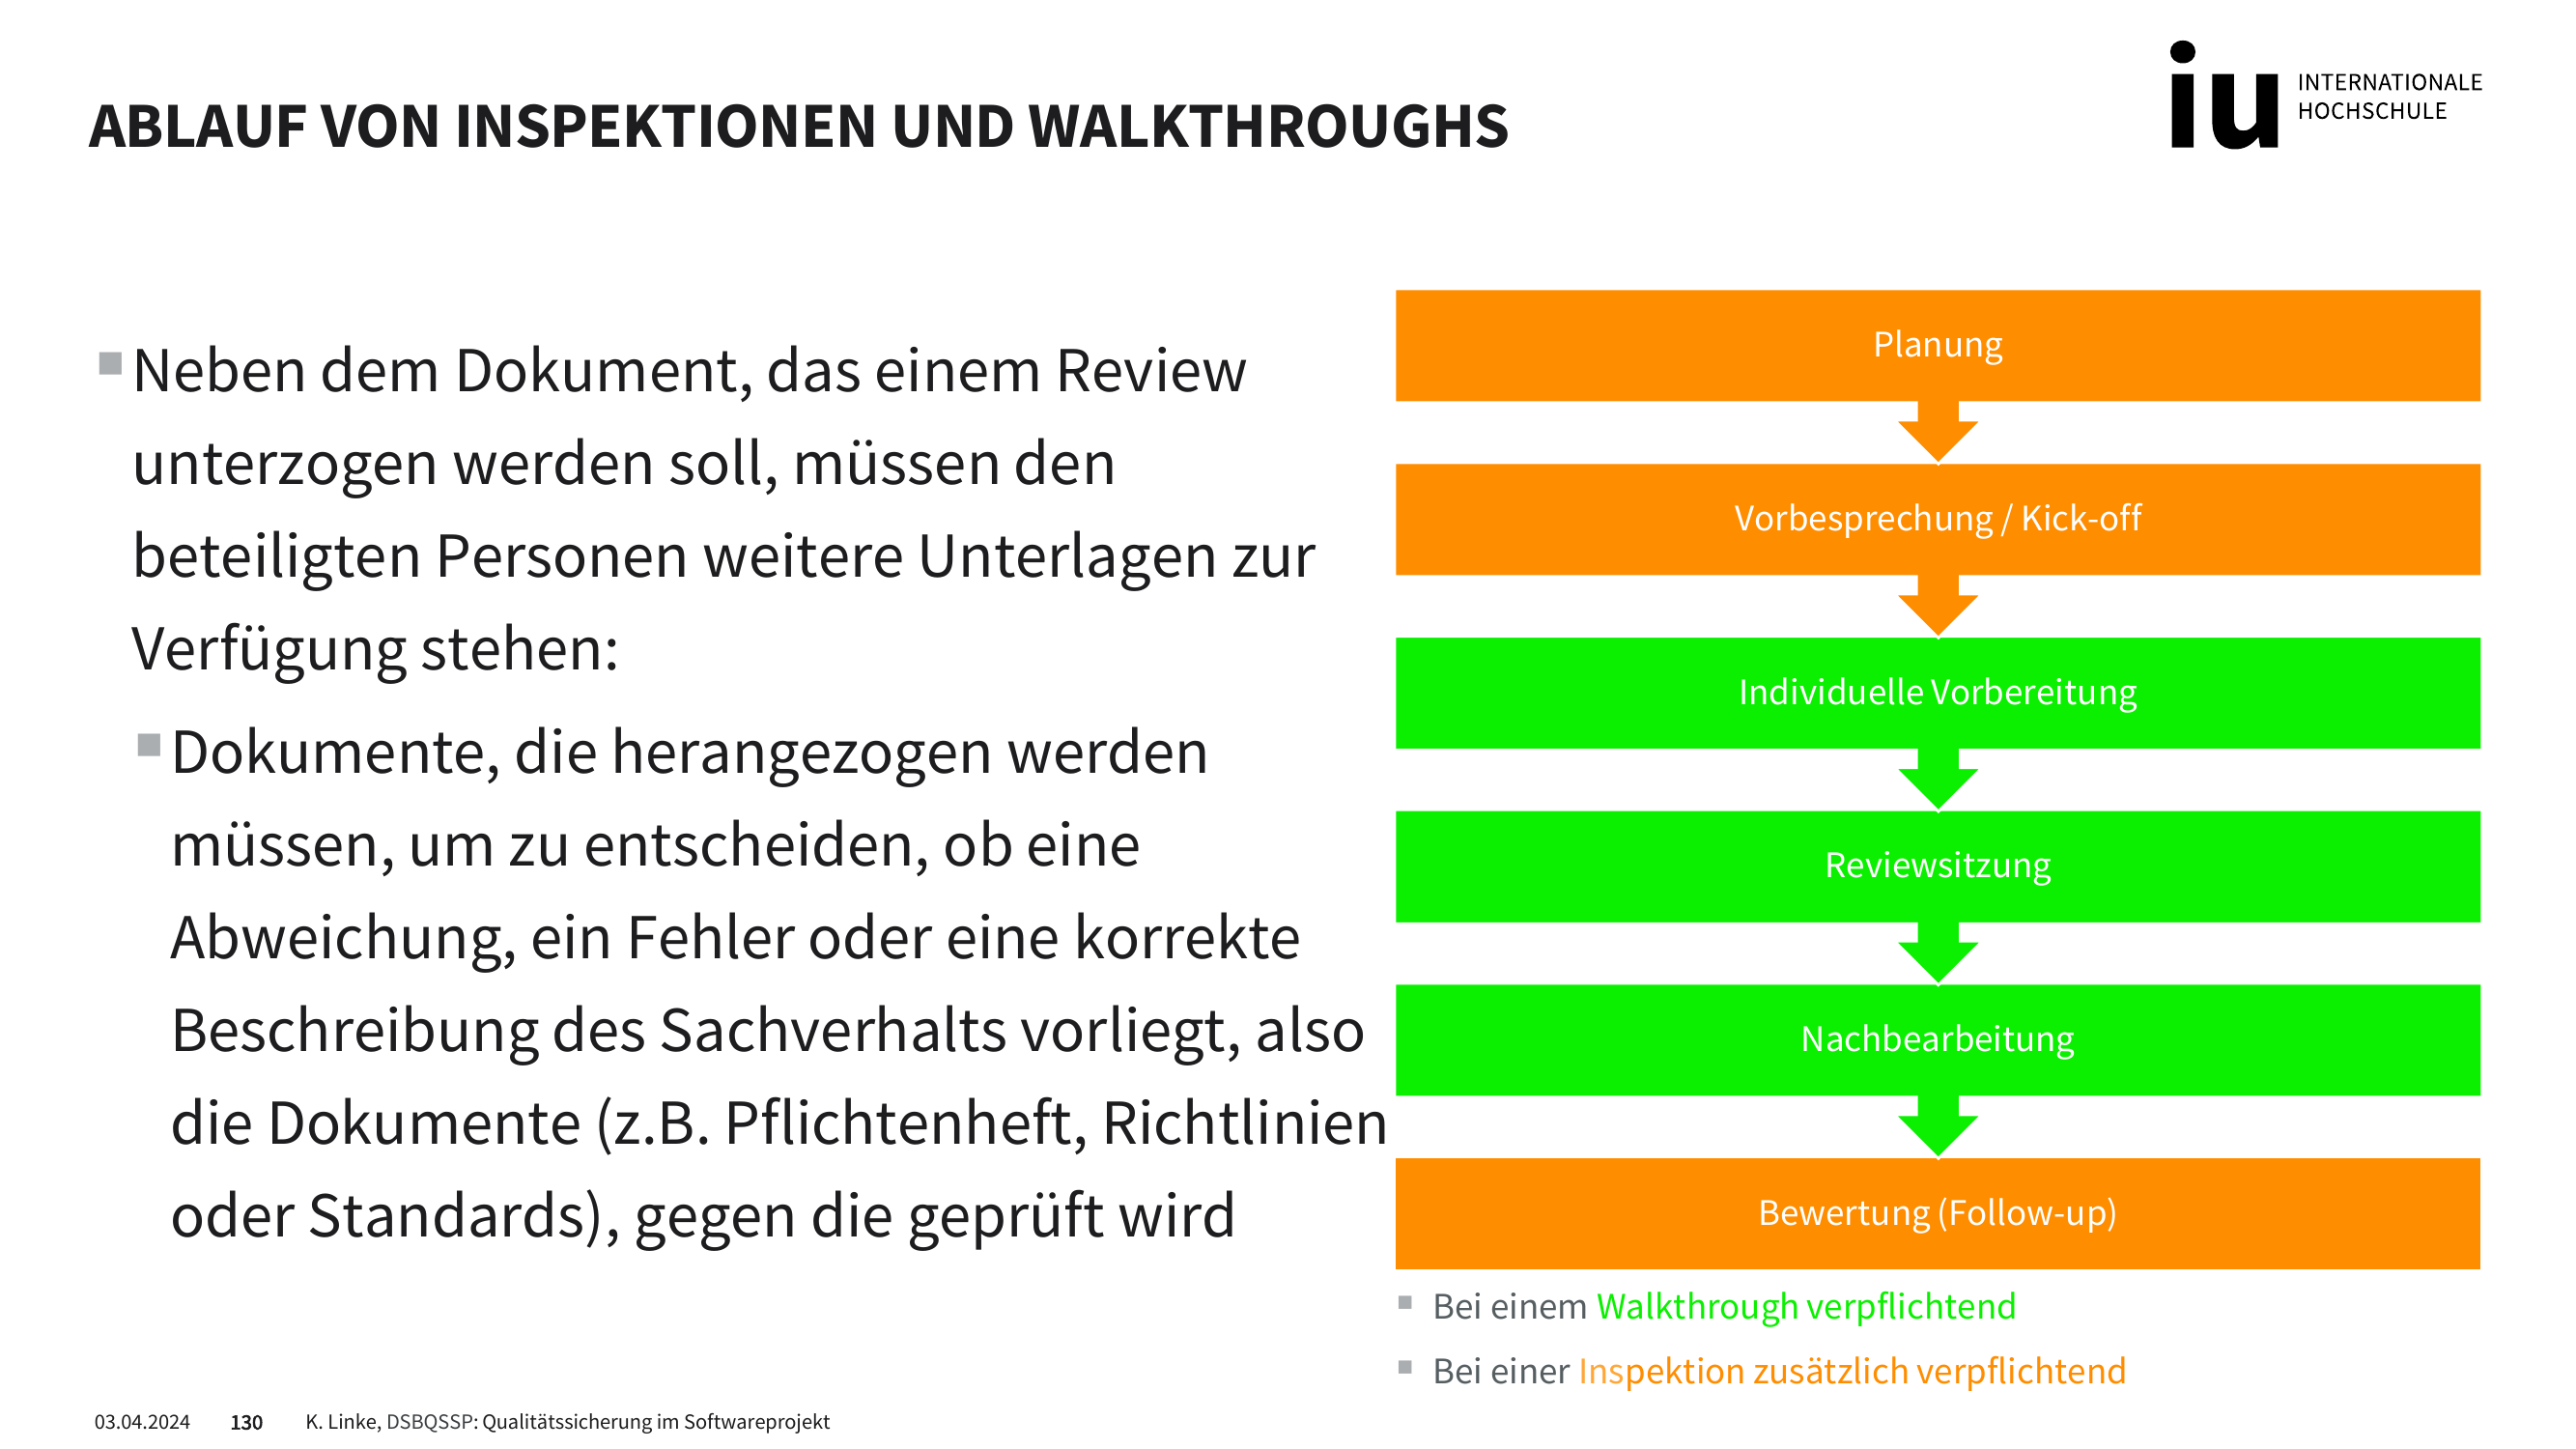 ABLAUF VON INSPEKTIONEN UND WALKTHROUGHS
iu INTERNATIONALE
HOCHSCHULE
Neben dem Dokument, das einem Review
unterzogen werden soll, müssen den
beteiligten Personen weitere Unterlagen zur
Verfügung stehen:
Dokumente, die herangezogen werden
müssen, um zu entscheiden, ob eine
Abweichung, ein Fehler oder eine korrekte
Beschreibung des Sachverhalts vorliegt, also
die Dokumente (z.B. Pflichtenheft, Richtlinien
oder Standards), gegen die geprüft wird
Planung
Vorbesprechung / Kick-off
Individuelle Vorbereitung
Reviewsitzung
Nachbearbeitung
Bewertung (Follow-up)
Bei einem Walkthrough verpflichtend
Bei einer Inspektion zusätzlich verpflichtend
03.04.2024 130 K. Linke, DSBQSSP: Qualitätssicherung im Softwareprojekt